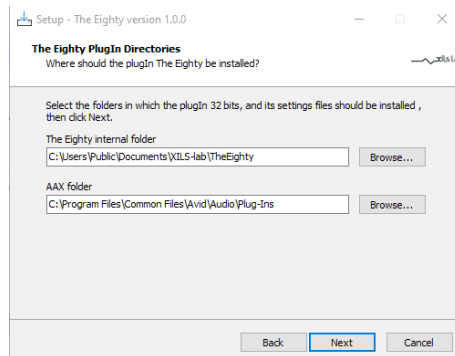 Setup - The Eighty version 1.0.0
The Eighty PlugIn Directories
Where should the plugIn The Eighty be installed?
Select the folders in which the plugIn 32 bits, and its settings files should be installed ,
then click Next.
The Eighty internal folder
C:\Users\Public\Documents\XILS-lab\TheEighty
Browse...
AAX folder
C:\Program Files\Common Files\Avid\Audio\Plug-Ins
Browse...
Back
Next
Cancel